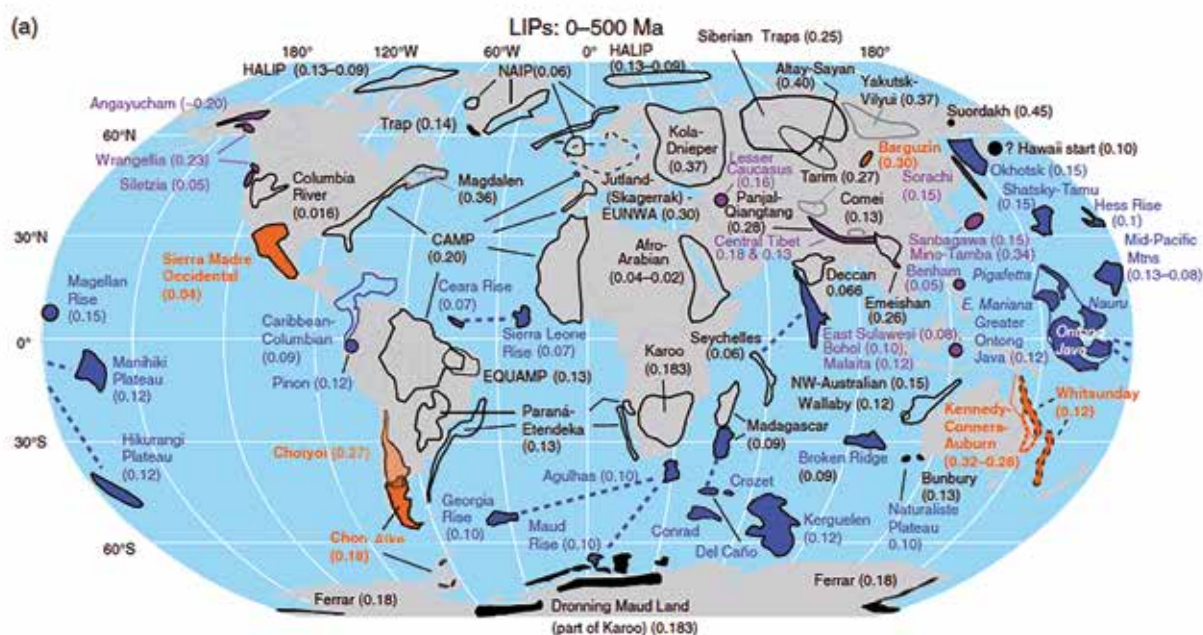 (a)
LIPs: 0–500 Ma
180°
120°W
60°W
0°
180°
60°N
30°N
0°
30°S
60°S
HALIP (0.13–0.09)
NAIP(0.06)
HALIP
(0.13–0.09)
Siberian Traps (0.25)
Altay-Sayan
(0.40)
Yakutsk-
Vilyui
(0.37)
Suordakh (0.45)
Angayucham (~0.20)
Trap (0.14)
Kola-
Dnieper
(0.37)
? Hawaii start (0.10)
Wrangellia (0.23)
Siletzia (0.05)
Columbia
River
(0.016)
Magdalen
(0.36)
Jutland-
(Skagerrak) -
EUNWA (0.30)
Lesser
Caucasus
(0.16)
Barguzin
(0.30)
Tarim (0.27)
Sorachi
(0.15)
Okhotsk (0.15)
Shatsky-Tamu
(0.15)
Hess Rise
(0.1)
Panjal-
Qiangtang
(0.28)
Comei
(0.13)
Central Tibet
0.18 & 0.13
Sanbagawa (0.15)
Mino-Tamba (0.34)
Mid-Pacific
Mtns
(0.13–0.08)
Sierra Madre
Occidental
(0.04)
CAMP
(0.20)
Afro-
Arabian
(0.04–0.02)
Deccan
0.066
Emeishan
(0.26)
Benham
(0.05)
Pigafetta
E. Mariana
Nauru
Magellan
Rise
(0.15)
Ceara Rise
(0.07)
Caribbean-
Columbian
(0.09)
Sierra Leone
Rise (0.07)
Seychelles
(0.06)
East Sulawesi (0.08)
Bohol (0.10),
Malaita (0.12)
Greater
Ontong
Java (0.12)
Ontong
Java
Manihiki
Plateau
(0.12)
Pinon (0.12)
EQUAMP (0.13)
Karoo
(0.183)
NW-Australian (0.15)
Wallaby (0.12)
Whitsunday
(0.12)
Kennedy-
Connera-
Auburn
(0.32–0.28)
Paraná-
Etendeka
(0.13)
Madagascar
(0.09)
Hikurangi
Plateau
(0.12)
Choiyoi (0.27)
Agulhas (0.10)
Crozet
Broken Ridge
(0.09)
Bunbury
(0.13)
Naturaliste
Plateau
0.10)
Georgia
Rise
(0.10)
Maud
Rise (0.10)
Conrad
Del Caño
Kerguelen
(0.12)
Chon Aike
(0.18)
Ferrar (0.18)
Ferrar (0.18)
Dronning Maud Land
(part of Karoo) (0.183)